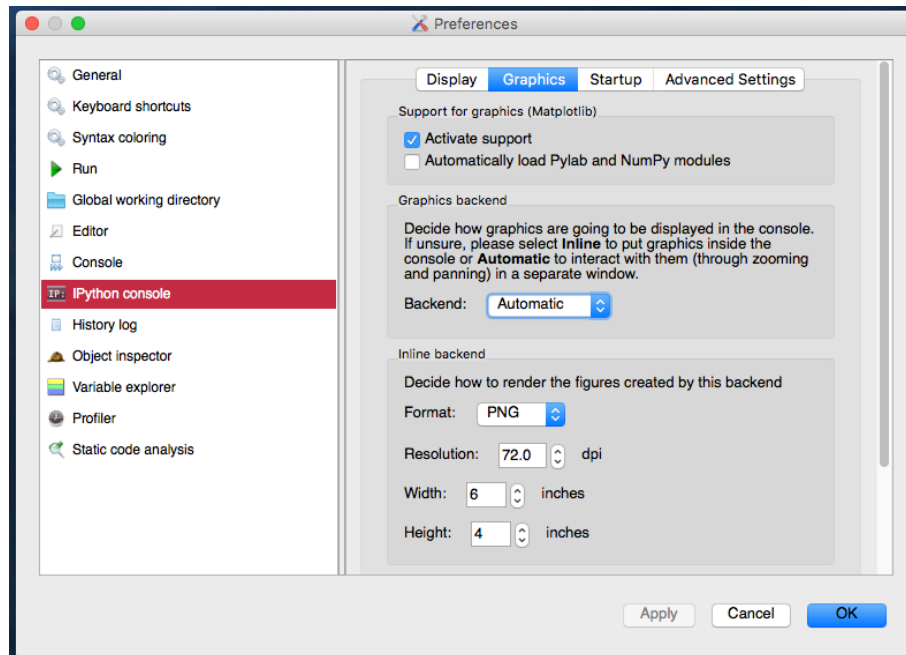 Preferences
General
Keyboard shortcuts
Syntax coloring
Run
Global working directory
Editor
Console
IP: IPython console
History log
Object inspector
Variable explorer
Profiler
Static code analysis
Display Graphics Startup Advanced Settings
Support for graphics (Matplotlib)
Activate support
Automatically load Pylab and NumPy modules
Graphics backend
Decide how graphics are going to be displayed in the console.
If unsure, please select Inline to put graphics inside the
console or Automatic to interact with them (through zooming
and panning) in a separate window.
Backend: Automatic
Inline backend
Decide how to render the figures created by this backend
Format: PNG
Resolution: 72.0 dpi
Width: 6 inches
Height: 4 inches
Apply Cancel OK